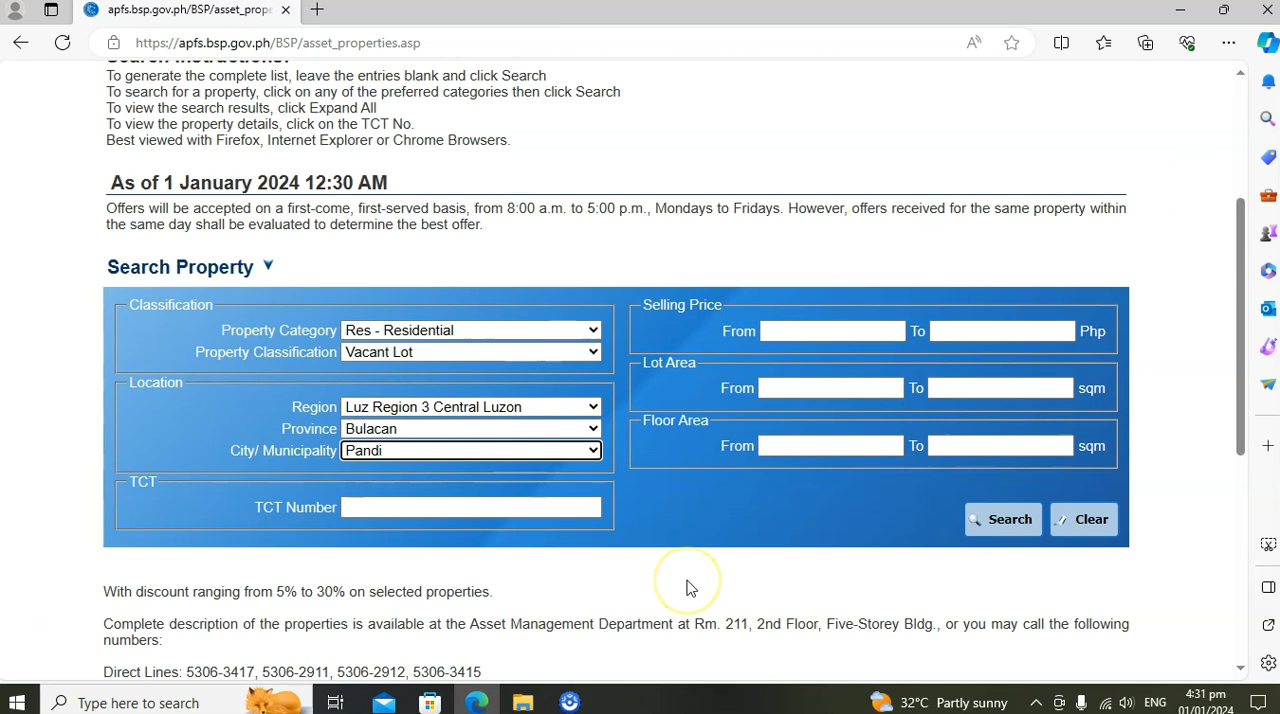 apfs.bsp.gov.ph/BSP/asset_prope
https://apfs.bsp.gov.ph/BSP/asset_properties.asp
Search Instructions:
To generate the complete list, leave the entries blank and click Search
To search for a property, click on any of the preferred categories then click Search
To view the search results, click Expand All
To view the property details, click on the TCT No.
Best viewed with Firefox, Internet Explorer or Chrome Browsers.
As of 1 January 2024 12:30 AM
Offers will be accepted on a first-come, first-served basis, from 8:00 a.m. to 5:00 p.m., Mondays to Fridays. However, offers received for the same property within
the same day shall be evaluated to determine the best offer.
Search Property
Classification
Property Category Res - Residential
Property Classification Vacant Lot
Location
Region Luz Region 3 Central Luzon
Province Bulacan
City/ Municipality Pandi
TCT
TCT Number
Selling Price
From To Php
Lot Area
From To sqm
Floor Area
From To sqm
Search Clear
With discount ranging from 5% to 30% on selected properties.
Complete description of the properties is available at the Asset Management Department at Rm. 211, 2nd Floor, Five-Storey Bldg., or you may call the following
numbers:
Direct Lines: 5306-3417, 5306-2911, 5306-2912, 5306-3415
Type here to search
32°C Partly sunny
ENG
4:31 pm
01/01/2024